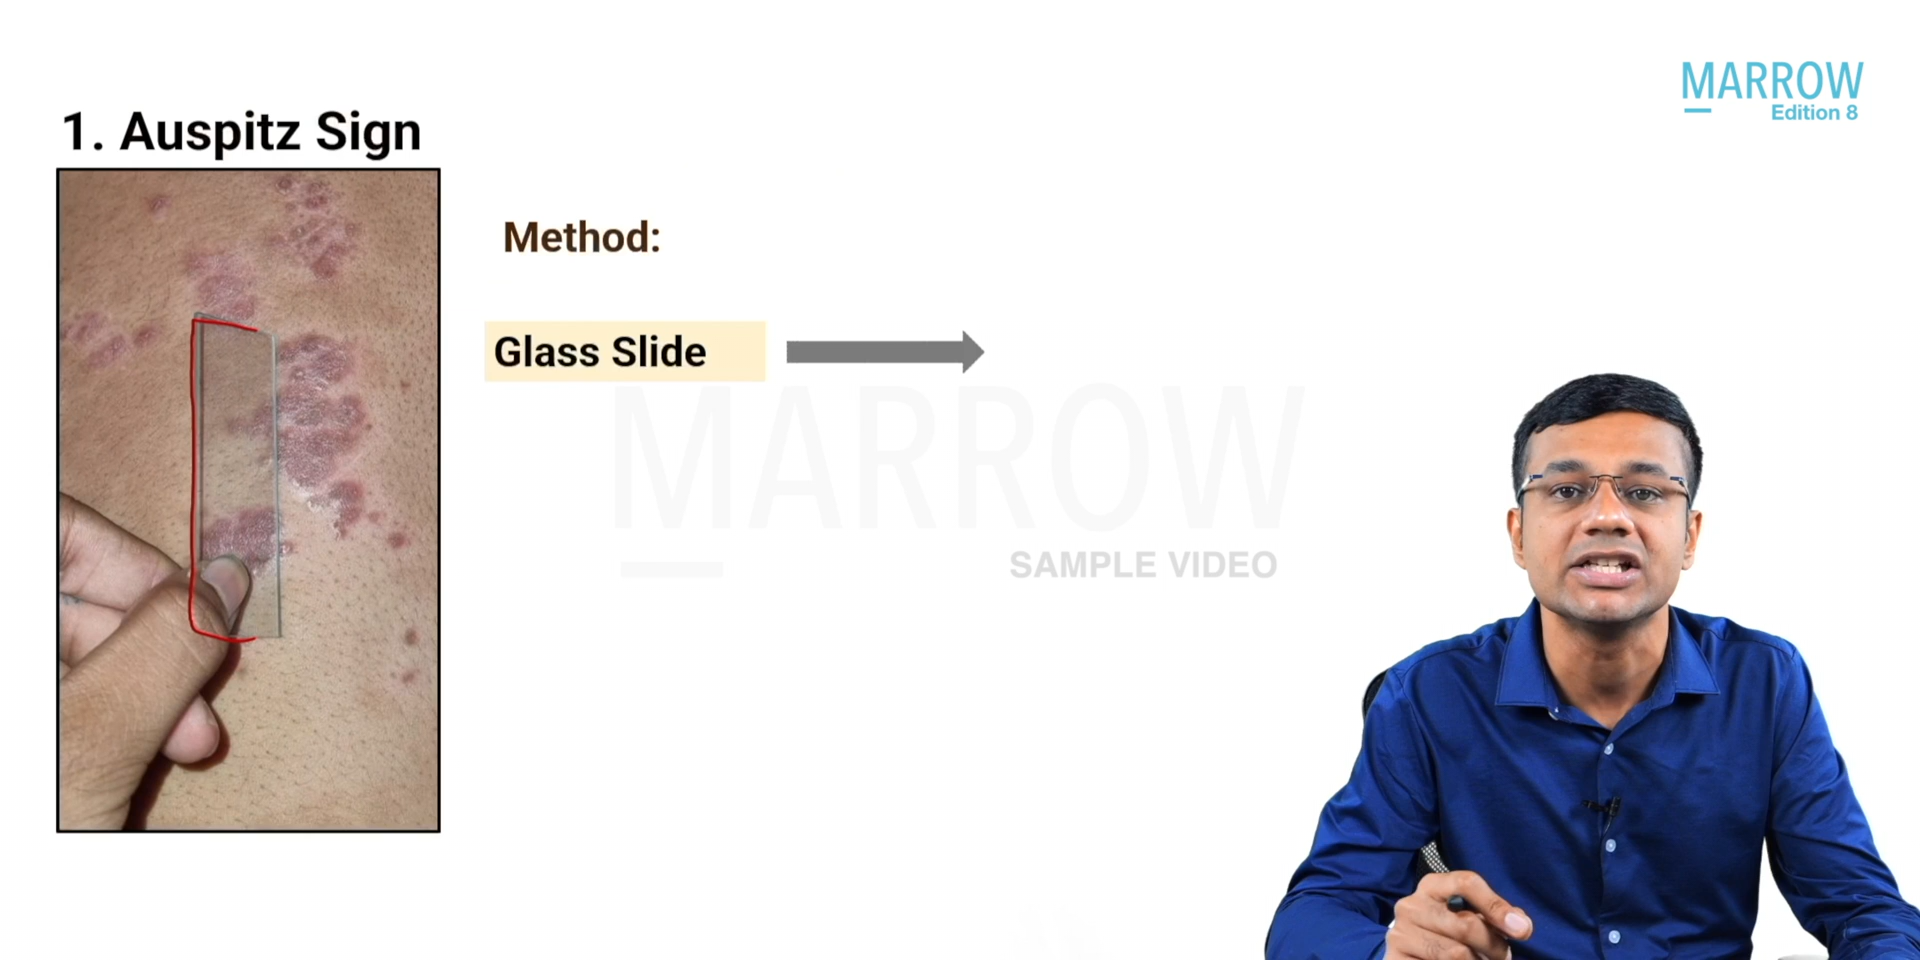 MARROW
Edition 8
1. Auspitz Sign
Method:
Glass Slide
MARROW
SAMPLE VIDEO